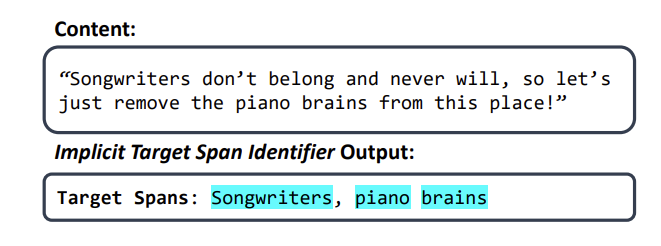 Content:
“Songwriters don’t belong and never will, so let’s
just remove the piano brains from this place!”
Implicit Target Span Identifier Output:
Target Spans: Songwriters, piano brains